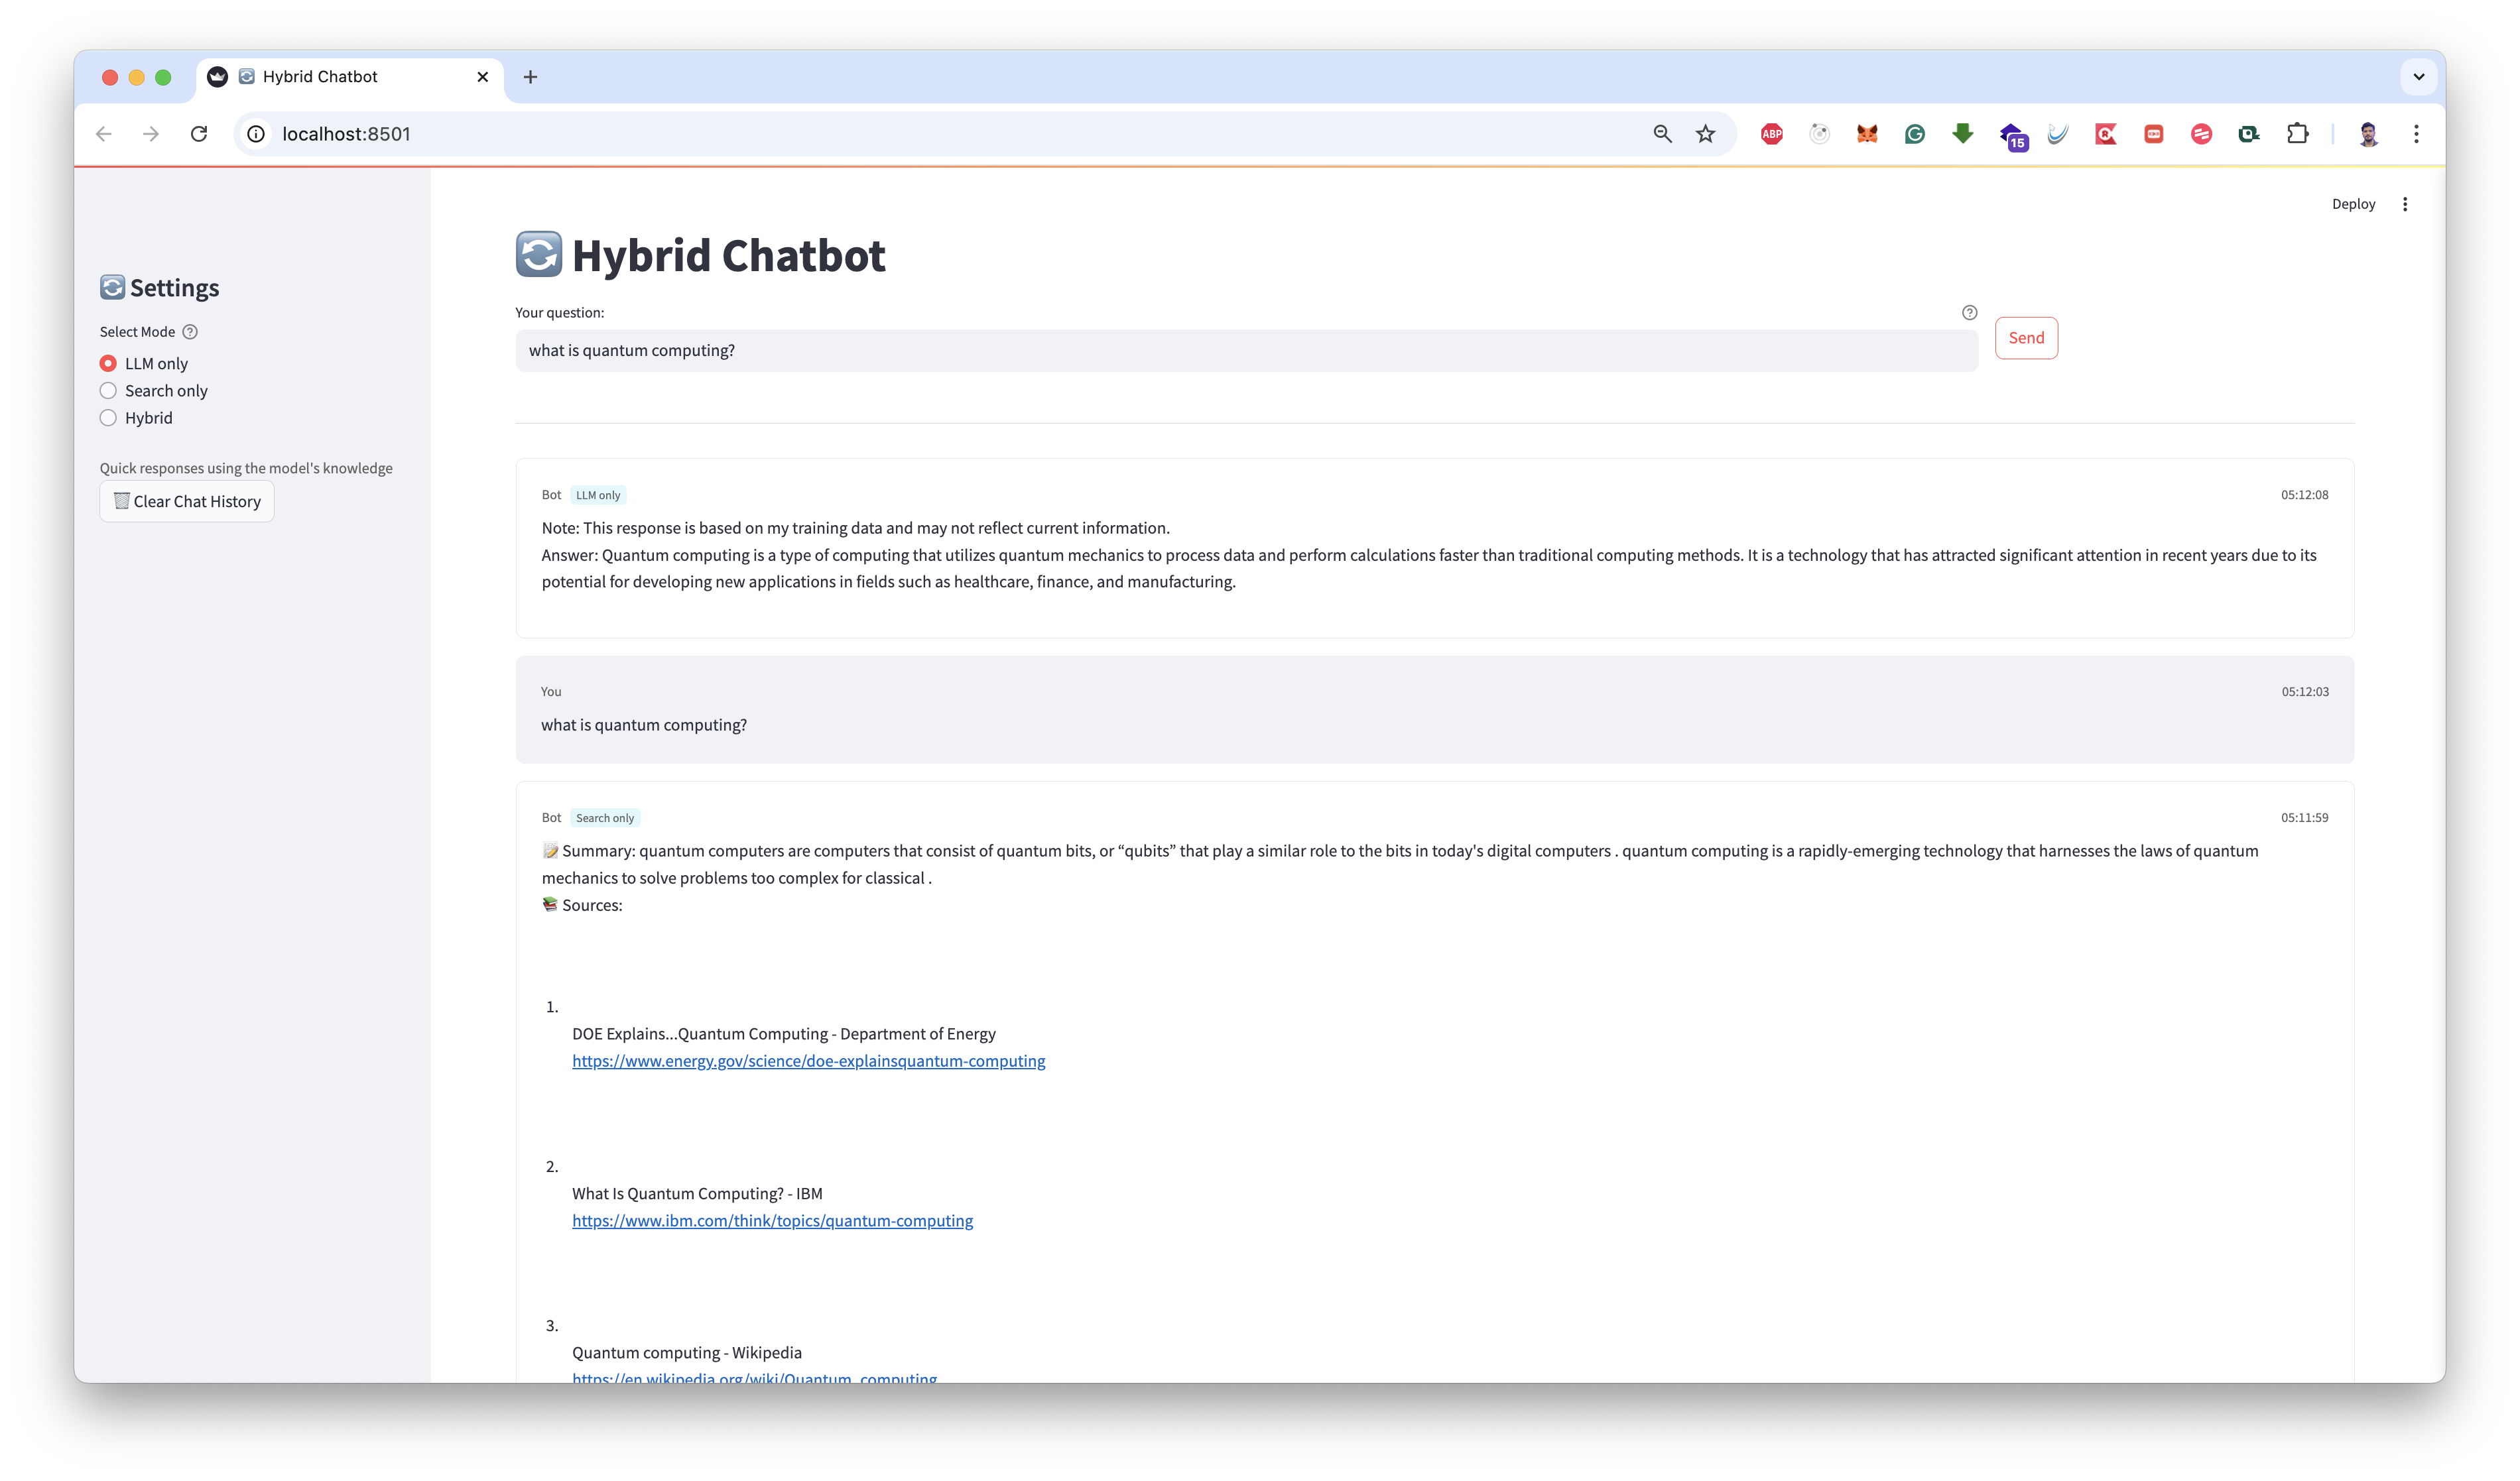 Hybrid Chatbot
localhost:8501
ABP
15
Deploy
Settings
Select Mode
LLM only
Search only
Hybrid
Quick responses using the model's knowledge
Clear Chat History
Hybrid Chatbot
Your question:
what is quantum computing?
Send
Bot LLM only 05:12:08
Note: This response is based on my training data and may not reflect current information.
Answer: Quantum computing is a type of computing that utilizes quantum mechanics to process data and perform calculations faster than traditional computing methods. It is a technology that has attracted significant attention in recent years due to its
potential for developing new applications in fields such as healthcare, finance, and manufacturing.
You 05:12:03
what is quantum computing?
Bot Search only 05:11:59
Summary: quantum computers are computers that consist of quantum bits, or “qubits” that play a similar role to the bits in today's digital computers . quantum computing is a rapidly-emerging technology that harnesses the laws of quantum
mechanics to solve problems too complex for classical .
Sources:
1.
DOE Explains...Quantum Computing - Department of Energy
https://www.energy.gov/science/doe-explainsquantum-computing
2.
What Is Quantum Computing? - IBM
https://www.ibm.com/think/topics/quantum-computing
3.
Quantum computing - Wikipedia
https://en.wikipedia.org/wiki/Quantum_computing